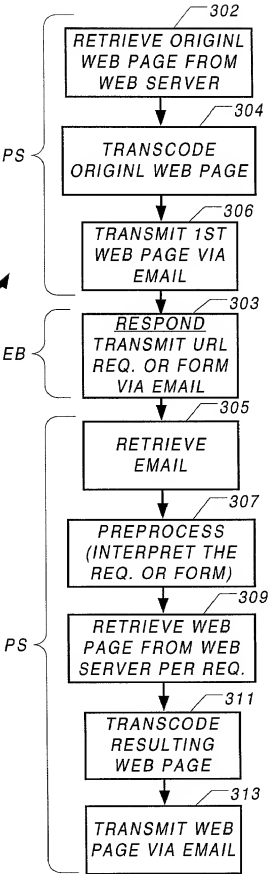 302
RETRIEVE ORIGINL
WEB PAGE FROM
WEB SERVER
304
TRANSCODE
ORIGINL WEB PAGE
PS
306
TRANSMIT 1ST
WEB PAGE VIA
EMAIL
303
RESPOND
TRANSMIT URL
REQ. OR FORM
VIA EMAIL
EB
305
RETRIEVE
EMAIL
307
PREPROCESS
(INTERPRET THE
REQ. OR FORM)
309
RETRIEVE WEB
PAGE FROM WEB
SERVER PER REQ.
PS
311
TRANSCODE
RESULTING
WEB PAGE
313
TRANSMIT WEB
PAGE VIA EMAIL